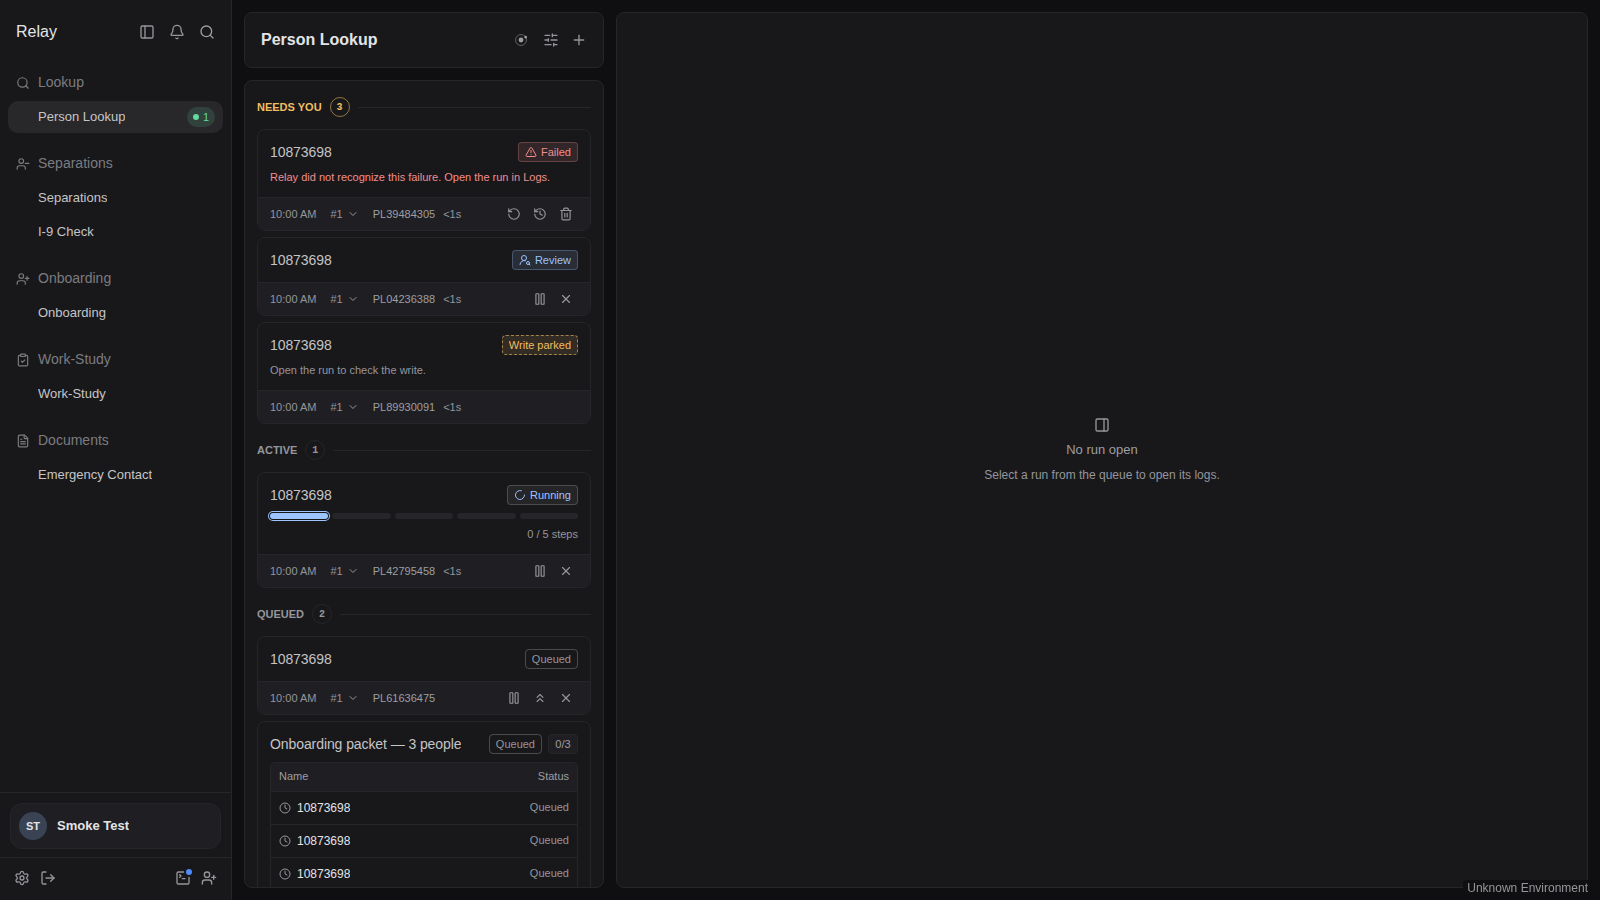 Relay
Lookup
Person Lookup 1
Separations
Separations
I-9 Check
Onboarding
Onboarding
Work-Study
Work-Study
Documents
Emergency Contact
ST Smoke Test
Person Lookup
NEEDS YOU 3
10873698 Failed
Relay did not recognize this failure. Open the run in Logs.
10:00 AM #1 PL39484305 <1s
10873698 Review
10:00 AM #1 PL04236388 <1s
10873698 Write parked
Open the run to check the write.
10:00 AM #1 PL89930091 <1s
ACTIVE 1
10873698 Running
0 / 5 steps
10:00 AM #1 PL42795458 <1s
QUEUED 2
10873698 Queued
10:00 AM #1 PL61636475
Onboarding packet — 3 people Queued 0/3
Name Status
10873698 Queued
10873698 Queued
10873698 Queued
No run open
Select a run from the queue to open its logs.
Unknown Environment